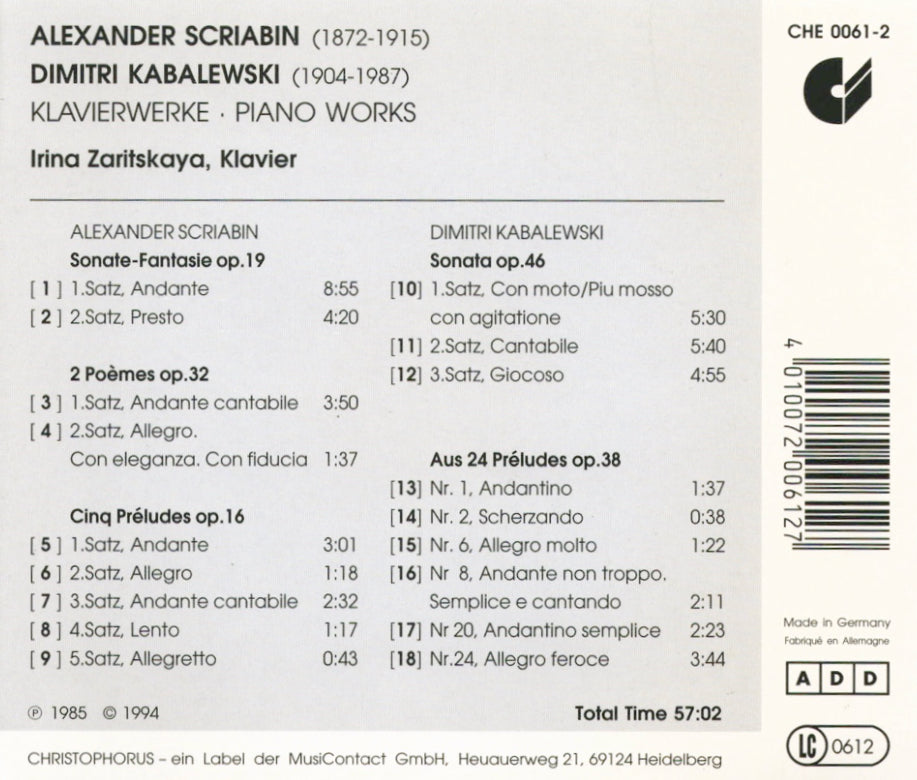 ALEXANDER SCRIABIN (1872-1915)
DIMITRI KABALEWSKI (1904-1987)
KLAVIERWERKE · PIANO WORKS
Irina Zaritskaya, Klavier
ALEXANDER SCRIABIN
Sonate-Fantasie op.19
[ 1 ] 1.Satz, Andante 8:55
[ 2 ] 2.Satz, Presto 4:20
2 Poèmes op.32
[ 3 ] 1.Satz, Andante cantabile 3:50
[ 4 ] 2.Satz, Allegro.
Con eleganza. Con fiducia 1:37
Cinq Préludes op.16
[ 5 ] 1.Satz, Andante 3:01
[ 6 ] 2.Satz, Allegro 1:18
[ 7 ] 3.Satz, Andante cantabile 2:32
[ 8 ] 4.Satz, Lento 1:17
[ 9 ] 5.Satz, Allegretto 0:43
DIMITRI KABALEWSKI
Sonata op.46
[10] 1.Satz, Con moto/Piu mosso
con agitatione 5:30
[11] 2.Satz, Cantabile 5:40
[12] 3.Satz, Giocoso 4:55
Aus 24 Préludes op.38
[13] Nr. 1, Andantino 1:37
[14] Nr. 2, Scherzando 0:38
[15] Nr. 6, Allegro molto 1:22
[16] Nr 8, Andante non troppo.
Semplice e cantando 2:11
[17] Nr 20, Andantino semplice 2:23
[18] Nr.24, Allegro feroce 3:44
℗ 1985 © 1994
Total Time 57:02
CHRISTOPHORUS – ein Label der MusiContact GmbH, Heuauerweg 21, 69124 Heidelberg
CHE 0061-2
4 010072 006127
Made in Germany
Fabriqué en Allemagne
A D D
LC 0612